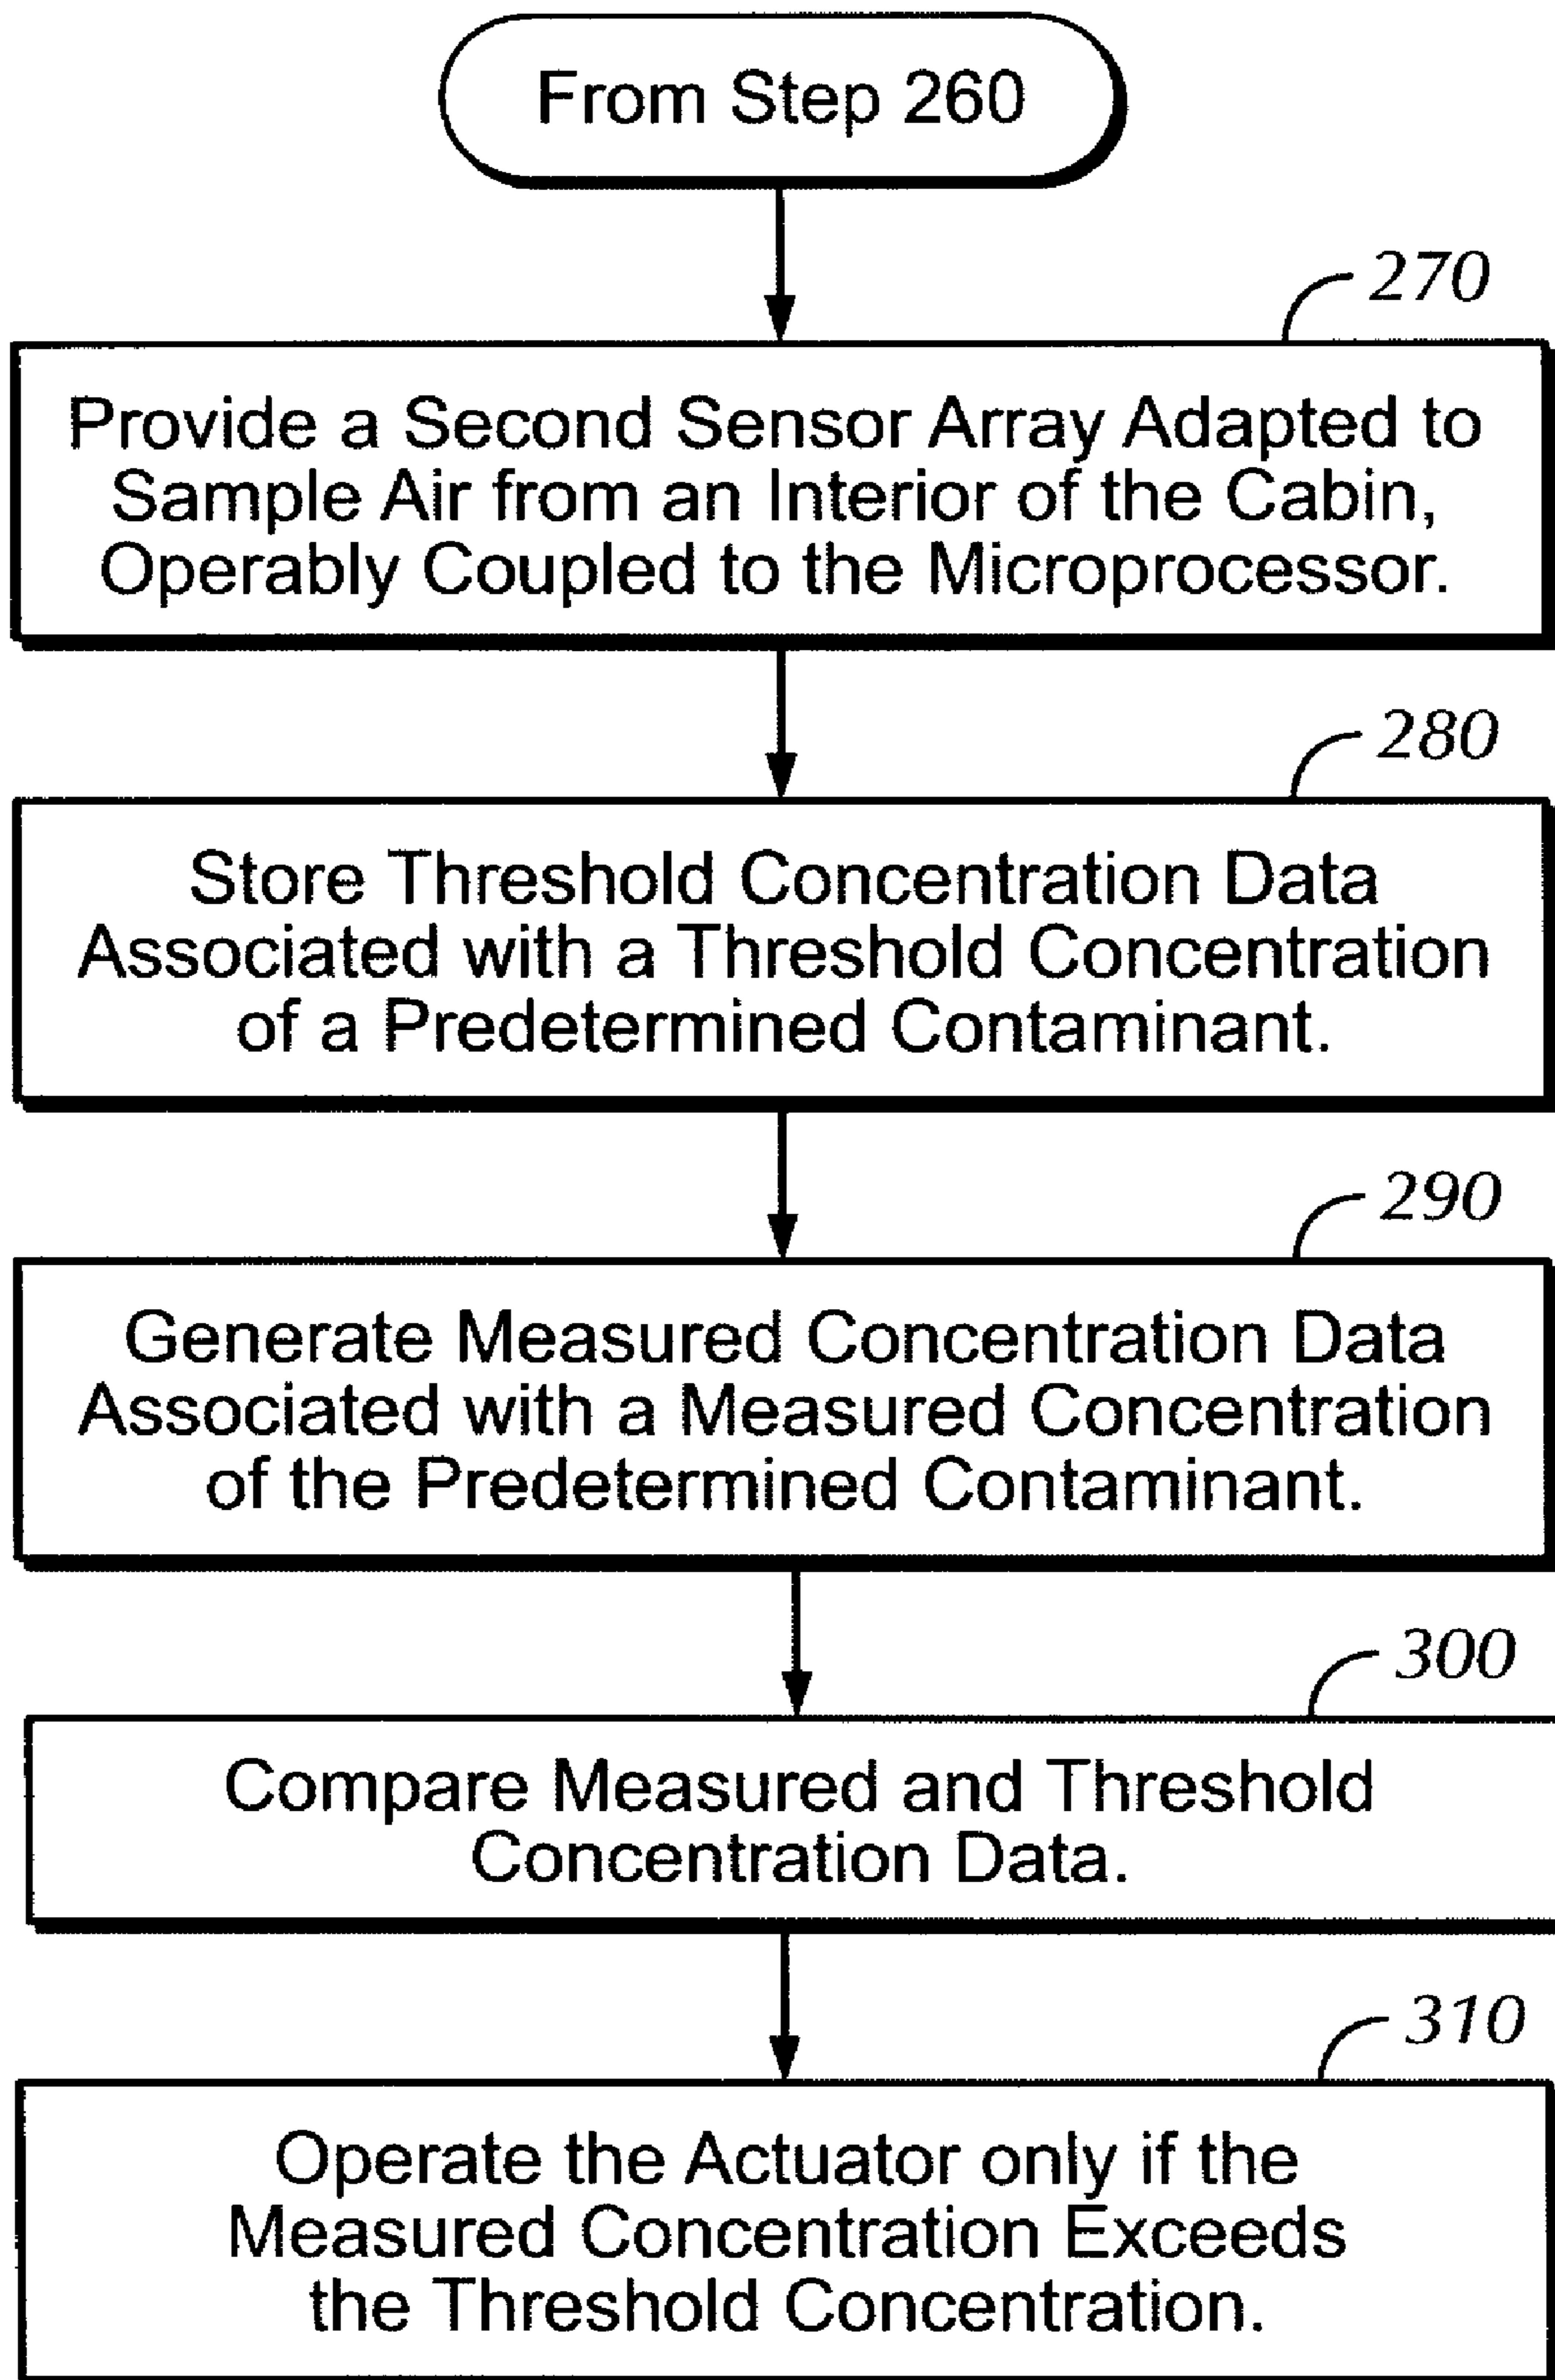 From Step 260
270
Provide a Second Sensor Array Adapted to
Sample Air from an Interior of the Cabin,
Operably Coupled to the Microprocessor.
280
Store Threshold Concentration Data
Associated with a Threshold Concentration
of a Predetermined Contaminant.
290
Generate Measured Concentration Data
Associated with a Measured Concentration
of the Predetermined Contaminant.
300
Compare Measured and Threshold
Concentration Data.
310
Operate the Actuator only if the
Measured Concentration Exceeds
the Threshold Concentration.